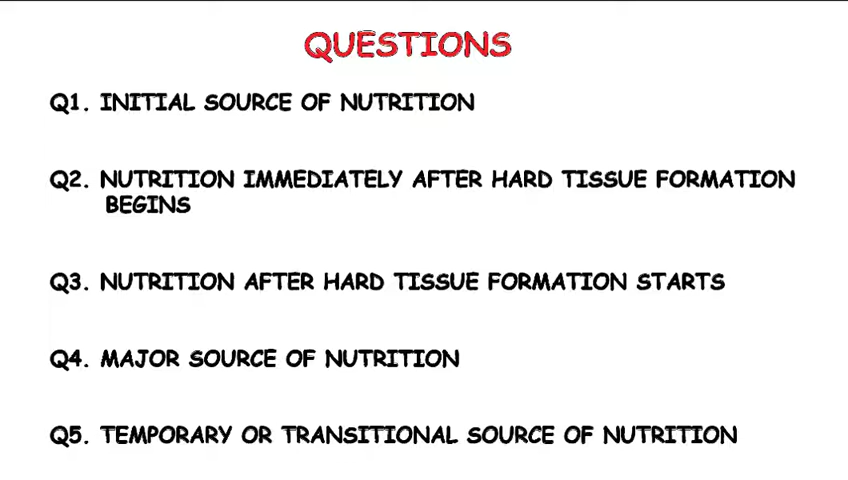 QUESTIONS
Q1. INITIAL SOURCE OF NUTRITION
Q2. NUTRITION IMMEDIATELY AFTER HARD TISSUE FORMATION
BEGINS
Q3. NUTRITION AFTER HARD TISSUE FORMATION STARTS
Q4. MAJOR SOURCE OF NUTRITION
Q5. TEMPORARY OR TRANSITIONAL SOURCE OF NUTRITION